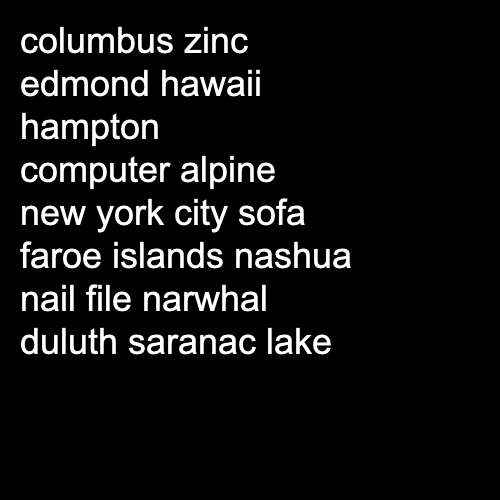 columbus zinc
edmond hawaii
hampton
computer alpine
new york city sofa
faroe islands nashua
nail file narwhal
duluth saranac lake